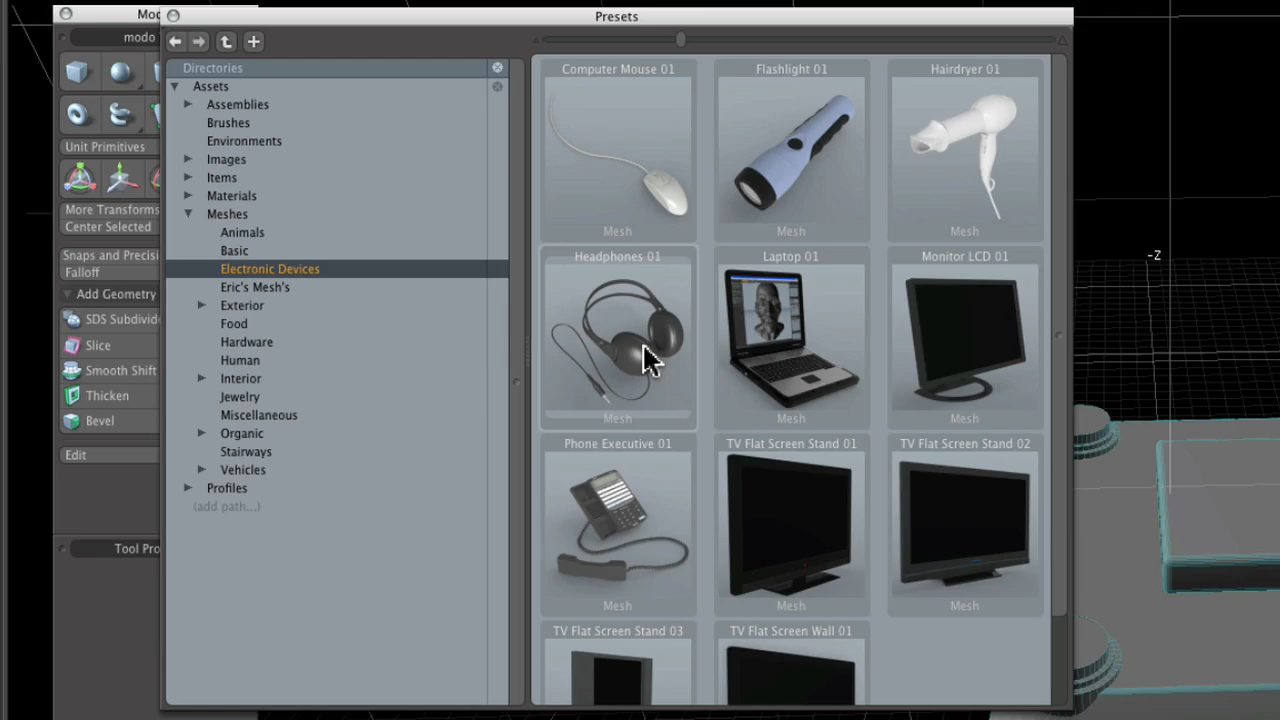 Mod
Presets
modo
Directories
Assets
Assemblies
Brushes
Environments
Images
Items
Materials
Meshes
Animals
Basic
Electronic Devices
Eric's Mesh's
Exterior
Food
Hardware
Human
Interior
Jewelry
Miscellaneous
Organic
Stairways
Vehicles
Profiles
(add path...)
Unit Primitives
More Transforms
Center Selected
Snaps and Precisi
Falloff
Add Geometry
SDS Subdivide
Slice
Smooth Shift
Thicken
Bevel
Edit
Tool Pro
Computer Mouse 01
Flashlight 01
Hairdryer 01
Mesh
Mesh
Mesh
Headphones 01
Laptop 01
Monitor LCD 01
Mesh
Mesh
Mesh
Phone Executive 01
TV Flat Screen Stand 01
TV Flat Screen Stand 02
Mesh
Mesh
Mesh
TV Flat Screen Stand 03
TV Flat Screen Wall 01
-Z